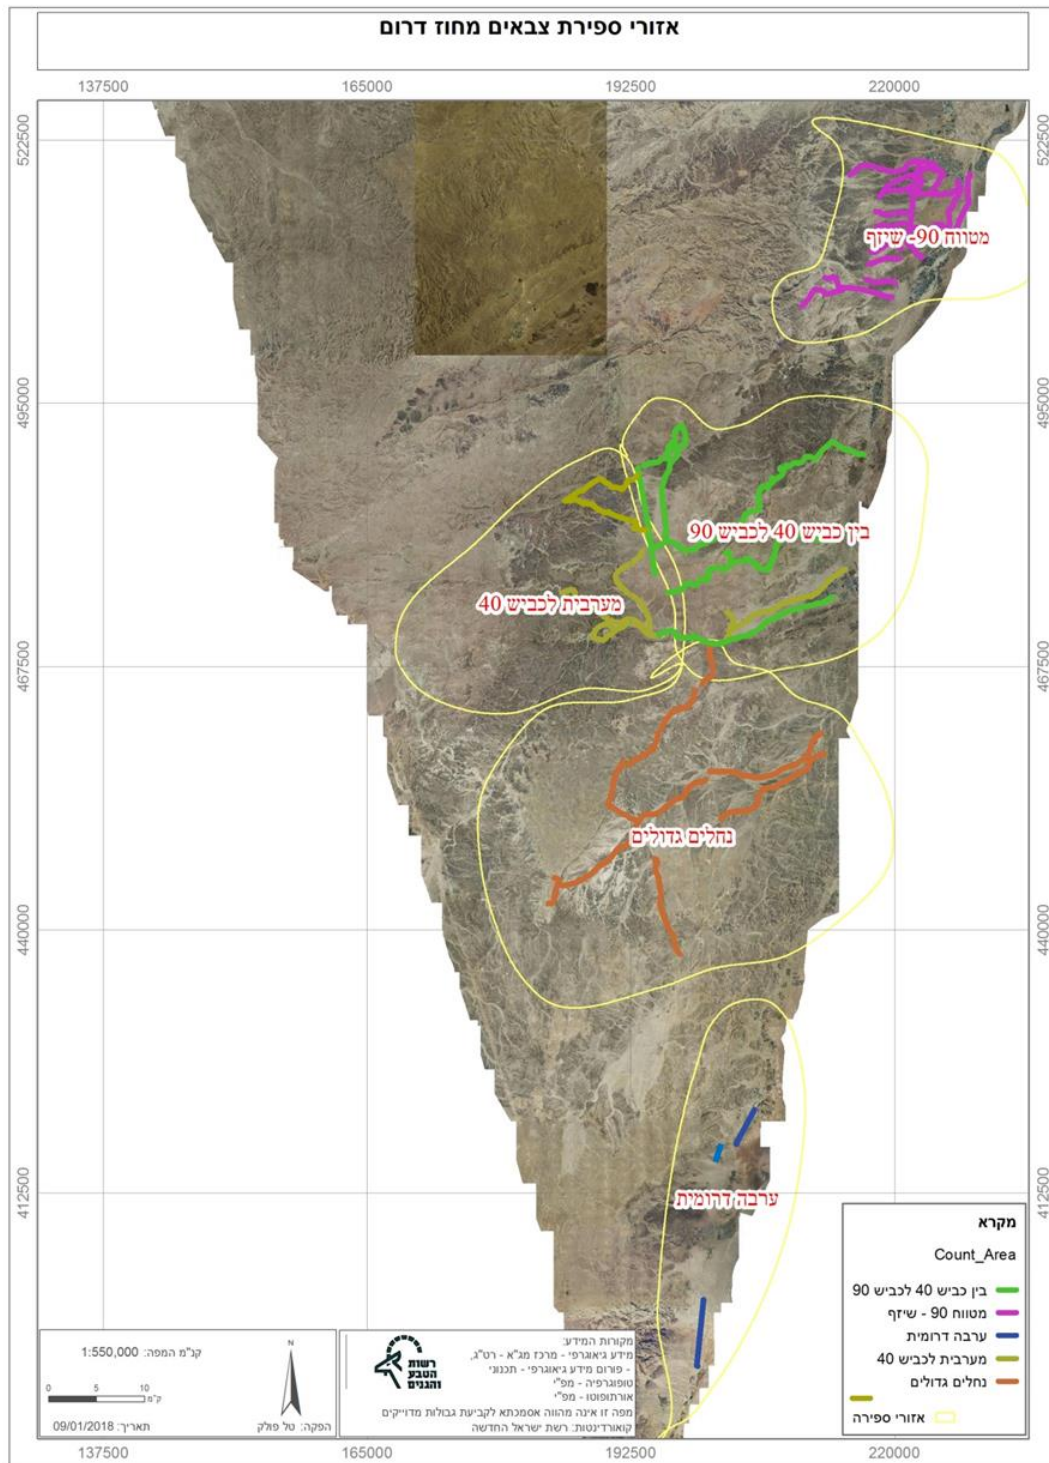 אזורי ספירת צבאים מחוז דרום
137500 165000 192500 220000
522500 522500
מטווח 90- שיזף
495000 495000
בין כביש 40 לכביש 90
מערבית לכביש 40
467500 467500
נחלים גדולים
440000 440000
412500 412500
ערבה דרומית
מקרא
Count_Area
בין כביש 40 לכביש 90
מטווח 90 - שיזף
ערבה דרומית
מערבית לכביש 40
נחלים גדולים
אזורי ספירה
מקורות המידע:
מידע גיאוגרפי - מרכז מג"א - רט"ג,
- פורום מידע גיאוגרפי - תכנוני
טופוגרפיה - מפ"י
אורתופוטו - מפ"י
מפה זו אינה מהווה אסמכתא לקביעת גבולות מדוייקים
קואורדינטות: רשת ישראל החדשה
רשות
הטבע
והגנים
N
קנ"מ המפה: 1:550,000
0 5 10
ק"מ
הפקה: טל פולק
תאריך: 09/01/2018
137500 165000 192500 220000